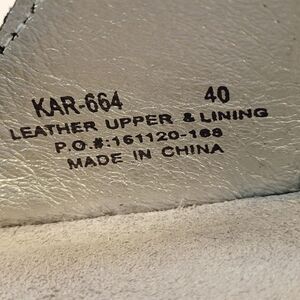 KAR-664 40
LEATHER UPPER & LINING
P.O.#:161120-168
MADE IN CHINA